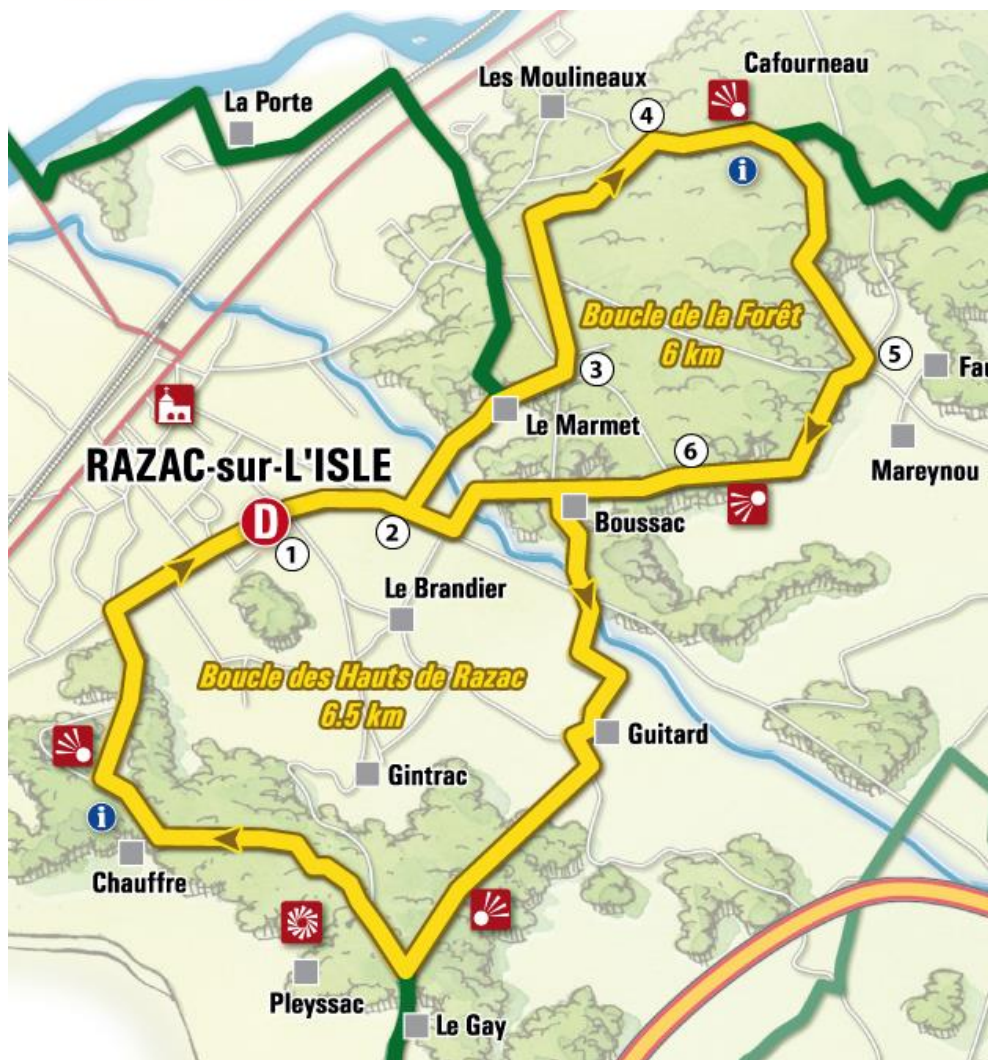 Cafourneau
Les Moulineaux
La Porte
4
i
Boucle de la Forêt
6 km
5
3
Fau
Le Marmet
Mareynou
6
RAZAC-sur-L'ISLE
D
1
2
Boussac
Le Brandier
Boucle des Hauts de Razac
6.5 km
Guitard
Gintrac
i
Chauffre
Pleyssac
Le Gay